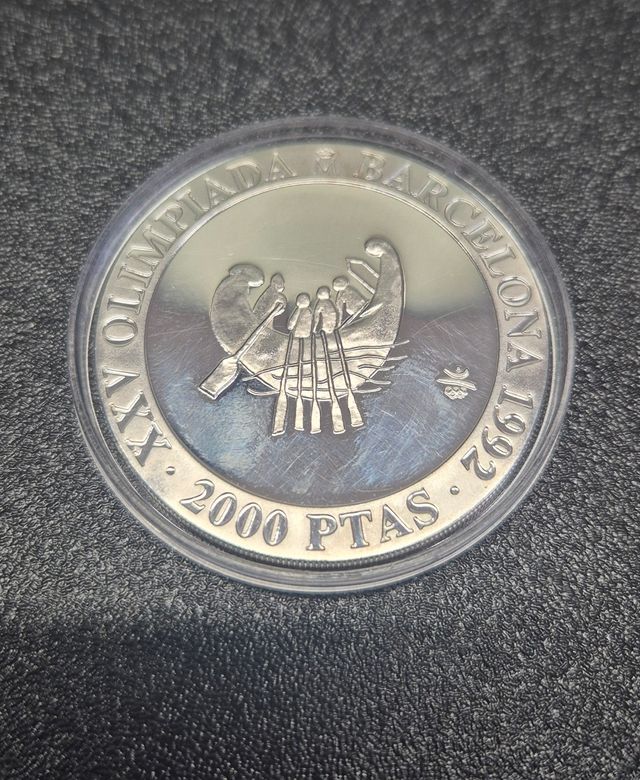 XXV OLIMPIADA BARCELONA 1992
· 2000 PTAS ·